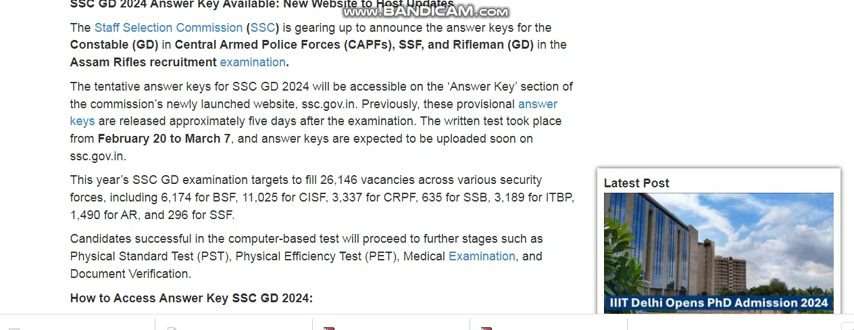 SSC GD 2024 Answer Key Available: New Website to Host Updates
www.BANDICAM.com
The Staff Selection Commission (SSC) is gearing up to announce the answer keys for the
Constable (GD) in Central Armed Police Forces (CAPFs), SSF, and Rifleman (GD) in the
Assam Rifles recruitment examination.
The tentative answer keys for SSC GD 2024 will be accessible on the ‘Answer Key’ section of
the commission’s newly launched website, ssc.gov.in. Previously, these provisional answer
keys are released approximately five days after the examination. The written test took place
from February 20 to March 7, and answer keys are expected to be uploaded soon on
ssc.gov.in.
This year’s SSC GD examination targets to fill 26,146 vacancies across various security
forces, including 6,174 for BSF, 11,025 for CISF, 3,337 for CRPF, 635 for SSB, 3,189 for ITBP,
1,490 for AR, and 296 for SSF.
Candidates successful in the computer-based test will proceed to further stages such as
Physical Standard Test (PST), Physical Efficiency Test (PET), Medical Examination, and
Document Verification.
How to Access Answer Key SSC GD 2024:
Latest Post
IIIT Delhi Opens PhD Admission 2024